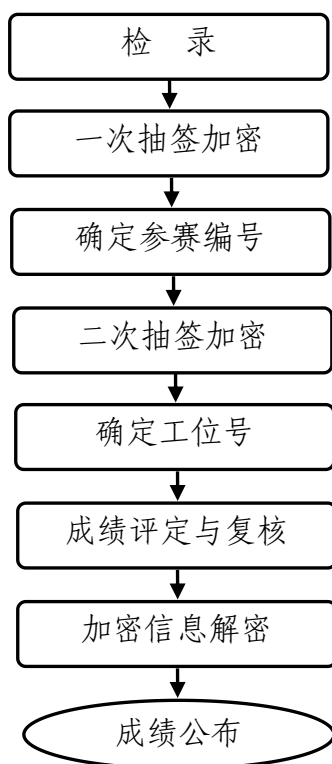 检 录
一次抽签加密
确定参赛编号
二次抽签加密
确定工位号
成绩评定与复核
加密信息解密
成绩公布